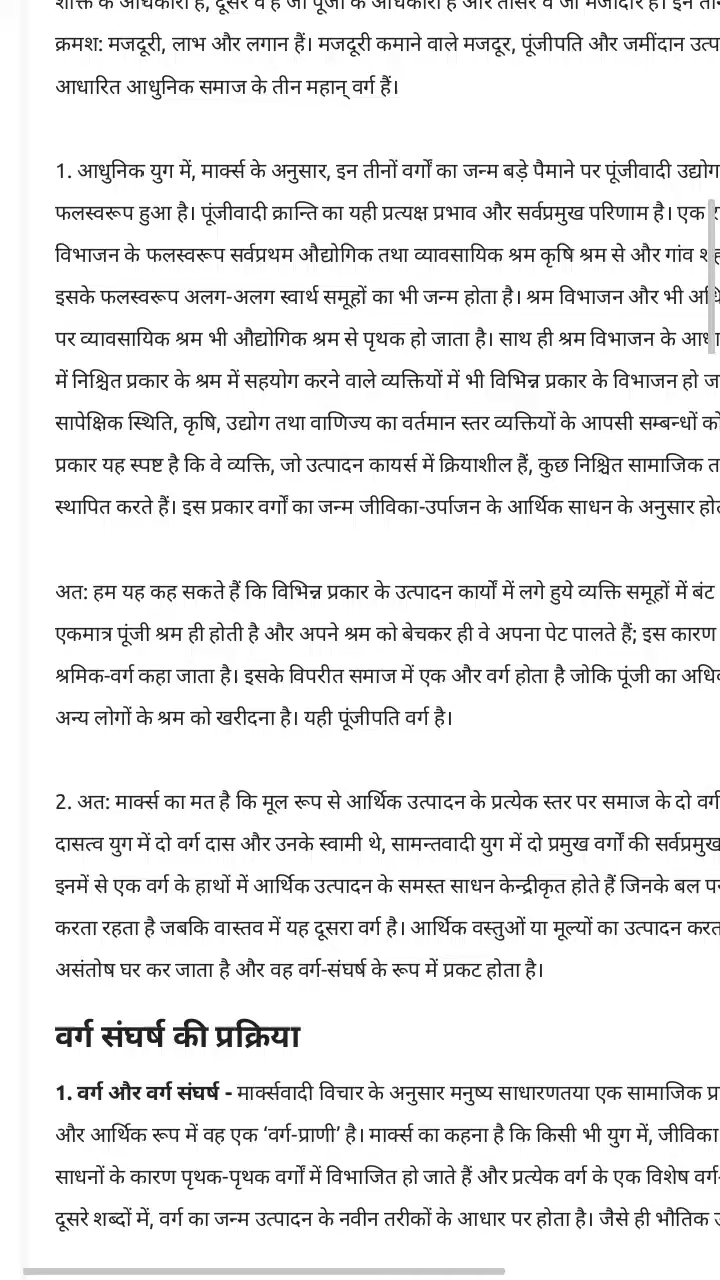 शक्ति के अधिकारी हैं, दूसरे वे हैं जो पूंजी के अधिकारी हैं और तीसरे वे जो जमींदार हैं। इन
क्रमश: मजदूरी, लाभ और लगान हैं। मजदूरी कमाने वाले मजदूर, पूंजीपति और जमींदान
आधारित आधुनिक समाज के तीन महान् वर्ग हैं।
1. आधुनिक युग में, मार्क्स के अनुसार, इन तीनों वर्गों का जन्म बड़े पैमाने पर पूंजीवादी उद्योग
फलस्वरूप हुआ है। पूंजीवादी क्रान्ति का यही प्रत्यक्ष प्रभाव और सर्वप्रमुख परिणाम है। एक
विभाजन के फलस्वरूप सर्वप्रथम औद्योगिक तथा व्यावसायिक श्रम कृषि श्रम से और गांव
इसके फलस्वरूप अलग-अलग स्वार्थ समूहों का भी जन्म होता है। श्रम विभाजन और भी
पर व्यावसायिक श्रम भी औद्योगिक श्रम से पृथक हो जाता है। साथ ही श्रम विभाजन के
में निश्चित प्रकार के श्रम में सहयोग करने वाले व्यक्तियों में भी विभिन्न प्रकार के विभाजन हो
सापेक्षिक स्थिति, कृषि, उद्योग तथा वाणिज्य का वर्तमान स्तर व्यक्तियों के आपसी सम्बन्धों को
प्रकार यह स्पष्ट है कि वे व्यक्ति, जो उत्पादन कायर्स में क्रियाशील हैं, कुछ निश्चित सामाजिक
स्थापित करते हैं। इस प्रकार वर्गों का जन्म जीविका-उर्पाजन के आर्थिक साधन के अनुसार
अत: हम यह कह सकते हैं कि विभिन्न प्रकार के उत्पादन कार्यों में लगे हुये व्यक्ति समूहों में बंट
एकमात्र पूंजी श्रम ही होती है और अपने श्रम को बेचकर ही वे अपना पेट पालते हैं; इस कारण
श्रमिक-वर्ग कहा जाता है। इसके विपरीत समाज में एक और वर्ग होता है जोकि पूंजी का
अन्य लोगों के श्रम को खरीदना है। यही पूंजीपति वर्ग है।
2. अत: मार्क्स का मत है कि मूल रूप से आर्थिक उत्पादन के प्रत्येक स्तर पर समाज के दो वर्ग
दासत्व युग में दो वर्ग दास और उनके स्वामी थे, सामन्तवादी युग में दो प्रमुख वर्गों की सर्वप्रमुख
इनमें से एक वर्ग के हाथों में आर्थिक उत्पादन के समस्त साधन केन्द्रीकृत होते हैं जिनके बल
करता रहता है जबकि वास्तव में यह दूसरा वर्ग है। आर्थिक वस्तुओं या मूल्यों का उत्पादन
असंतोष घर कर जाता है और वह वर्ग-संघर्ष के रूप में प्रकट होता है।
वर्ग संघर्ष की प्रक्रिया
1. वर्ग और वर्ग संघर्ष - मार्क्सवादी विचार के अनुसार मनुष्य साधारणतया एक सामाजिक
और आर्थिक रूप में वह एक ‘वर्ग-प्राणी’ है। मार्क्स का कहना है कि किसी भी युग में, जीविका
साधनों के कारण पृथक-पृथक वर्गों में विभाजित हो जाते हैं और प्रत्येक वर्ग के एक विशेष वर्ग-
दूसरे शब्दों में, वर्ग का जन्म उत्पादन के नवीन तरीकों के आधार पर होता है। जैसे ही भौतिक